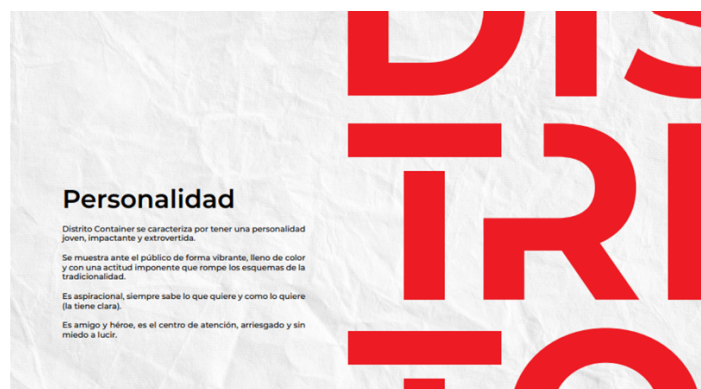 Personalidad
Distrito Container se caracteriza por tener una personalidad
joven, impactante y extrovertida.
Se muestra ante el público de forma vibrante, lleno de color
y con una actitud imponente que rompe los esquemas de la
tradicionalidad.
Es aspiracional, siempre sabe lo que quiere y como lo quiere
(la tiene clara).
Es amigo y héroe, es el centro de atención, arriesgado y sin
miedo a lucir.
DIS
TRI
TO